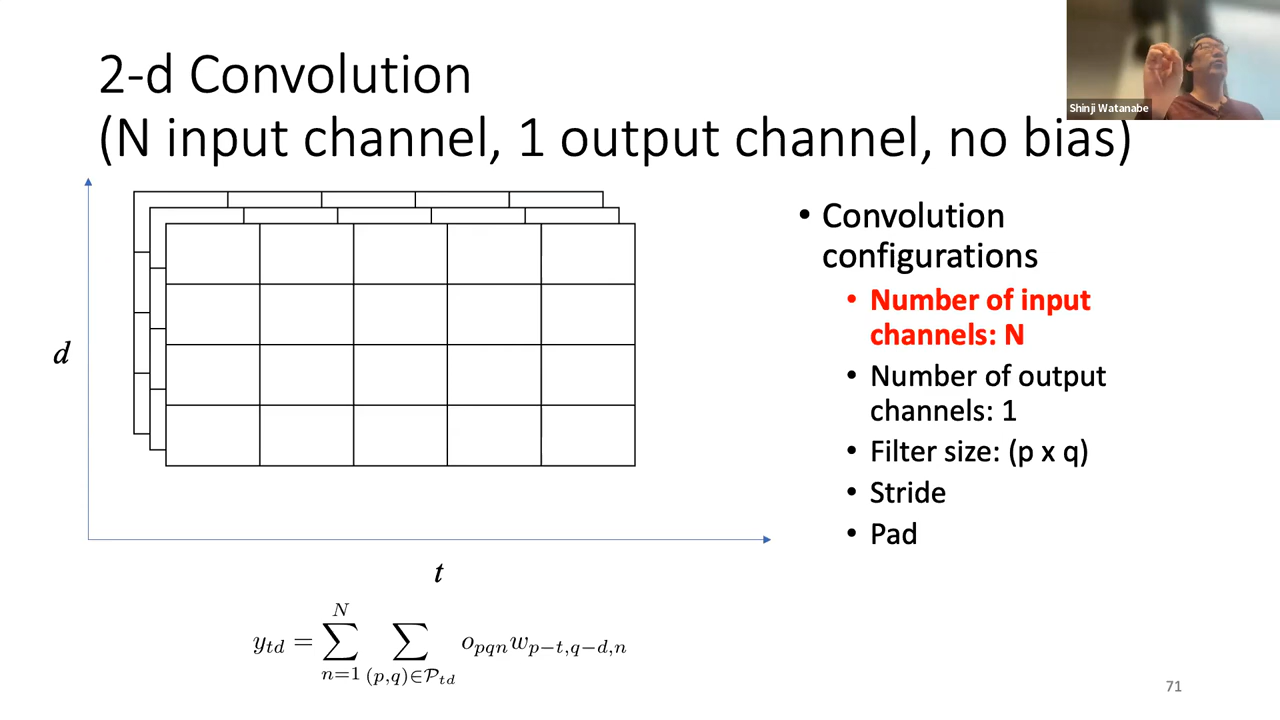 2-d Convolution
(N input channel, 1 output channel, no bias)
Shinji Watanabe
d
t
• Convolution
configurations
• Number of input
channels: N
• Number of output
channels: 1
• Filter size: (p x q)
• Stride
• Pad
y_{td} = \sum_{n=1}^{N} \sum_{(p,q) \in \mathcal{P}_{td}} o_{pqn} w_{p-t,q-d,n}
71